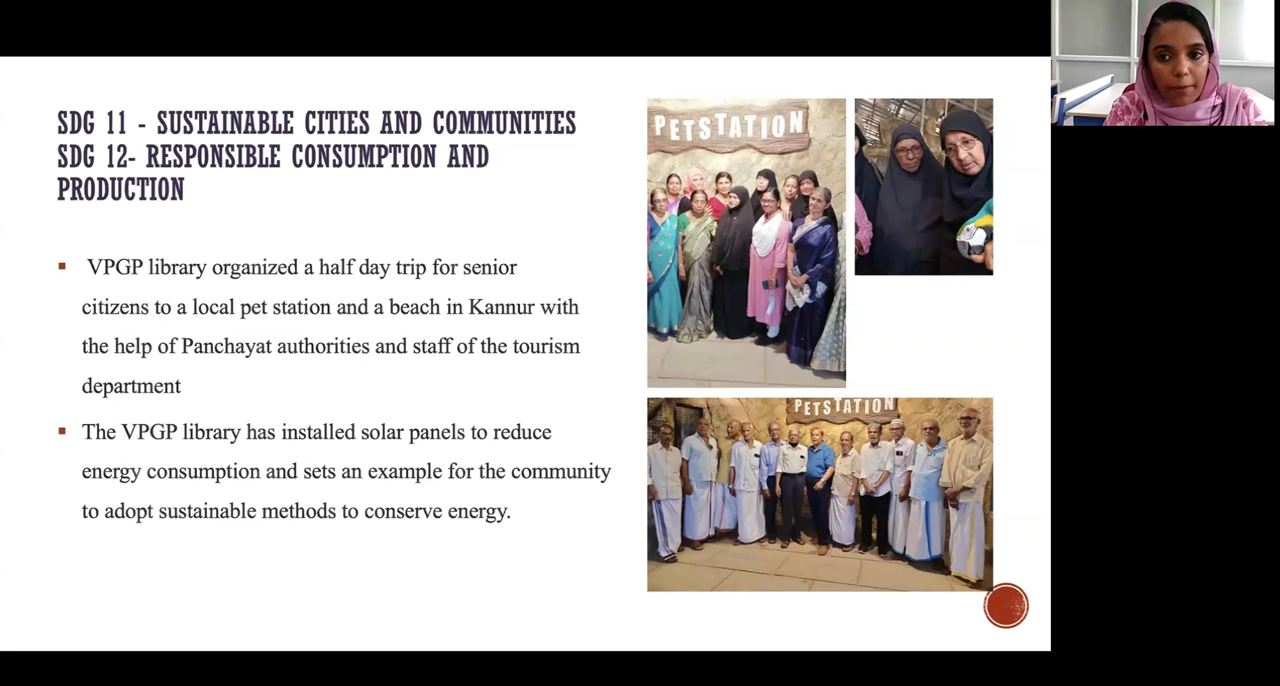 SDG 11 - SUSTAINABLE CITIES AND COMMUNITIES
SDG 12- RESPONSIBLE CONSUMPTION AND
PRODUCTION
VPGP library organized a half day trip for senior
citizens to a local pet station and a beach in Kannur with
the help of Panchayat authorities and staff of the tourism
department
The VPGP library has installed solar panels to reduce
energy consumption and sets an example for the community
to adopt sustainable methods to conserve energy.
PETSTATION
PETSTATION